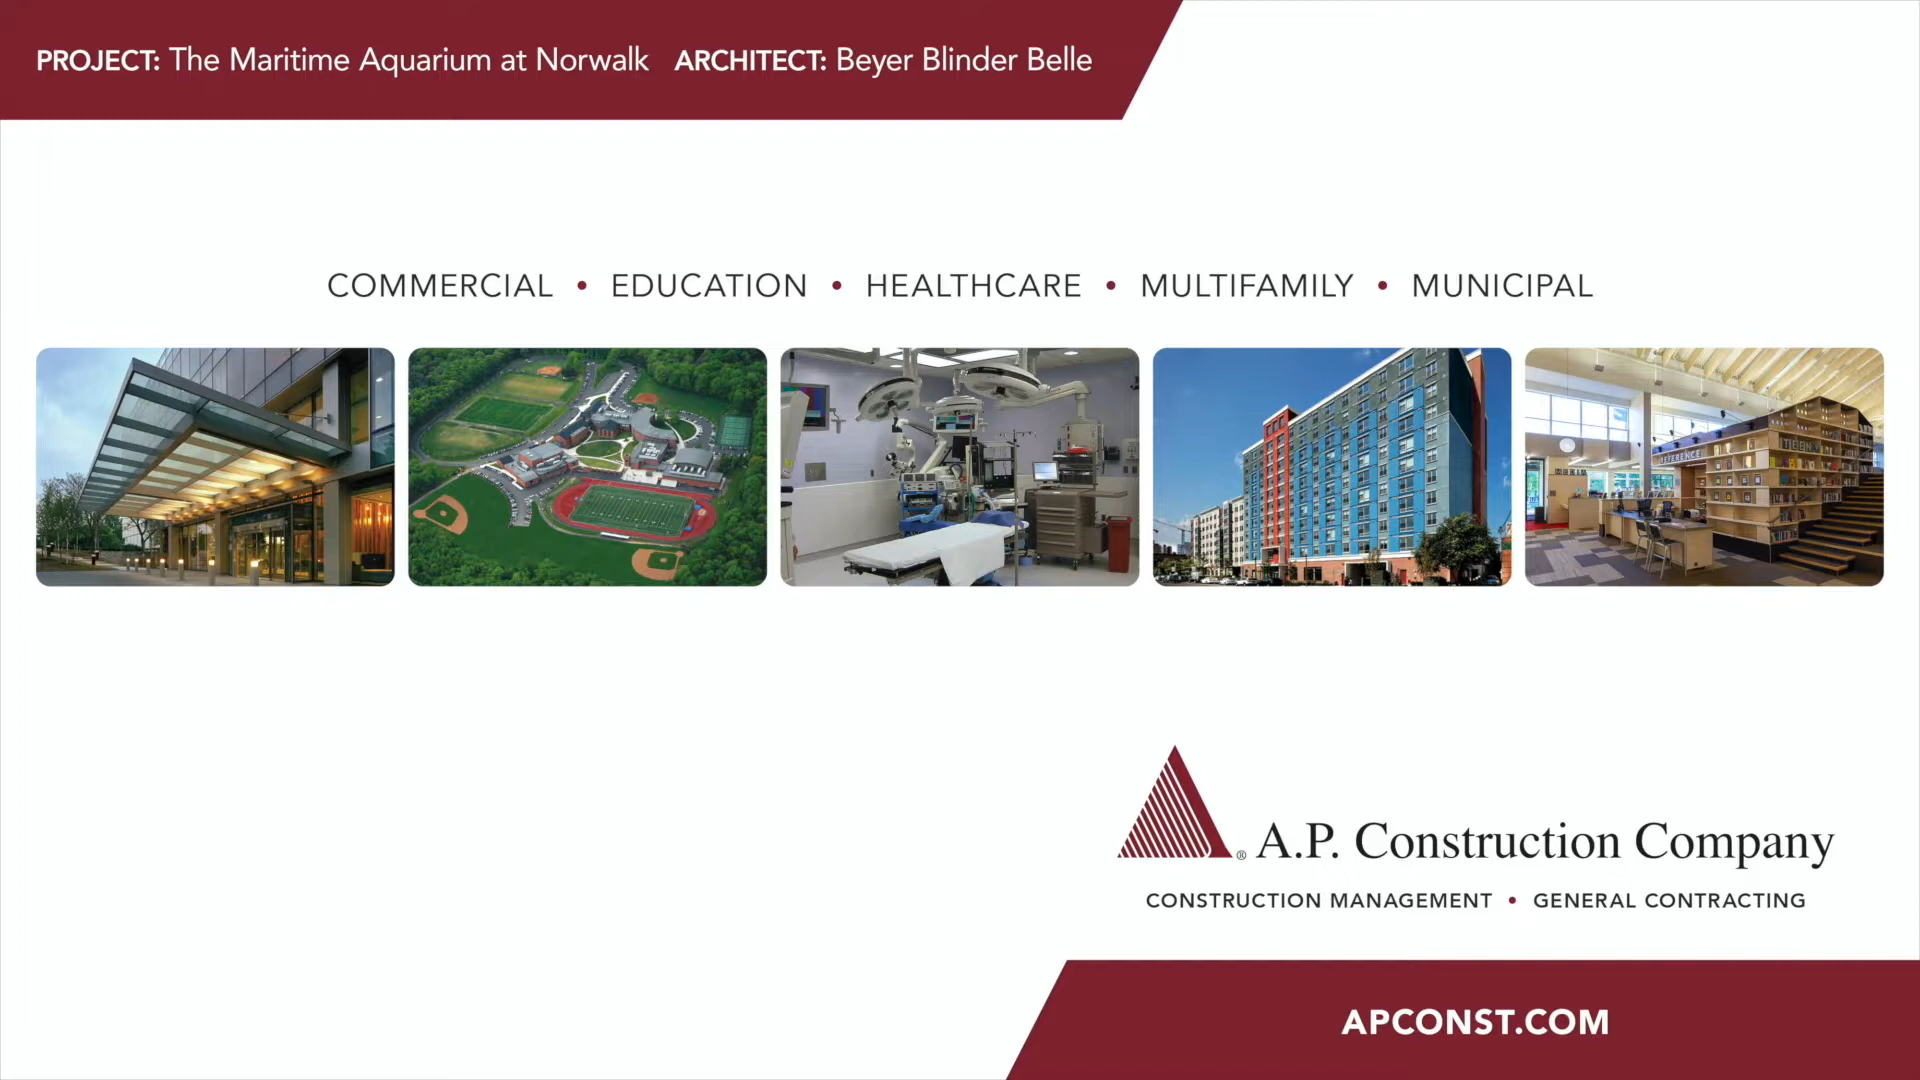 PROJECT: The Maritime Aquarium at Norwalk ARCHITECT: Beyer Blinder Belle
COMMERCIAL • EDUCATION • HEALTHCARE • MULTIFAMILY • MUNICIPAL
REFERENCE
® A.P. Construction Company
CONSTRUCTION MANAGEMENT • GENERAL CONTRACTING
APCONST.COM